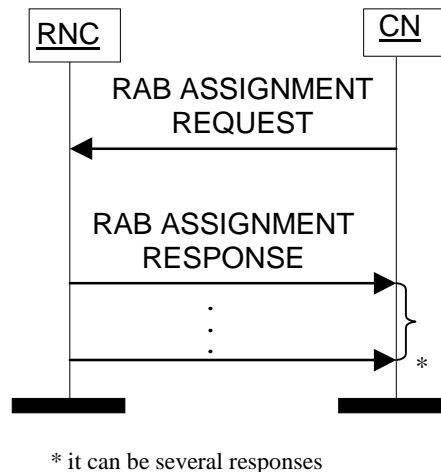 RNC
CN
RAB ASSIGNMENT
REQUEST
RAB ASSIGNMENT
RESPONSE
*
* it can be several responses